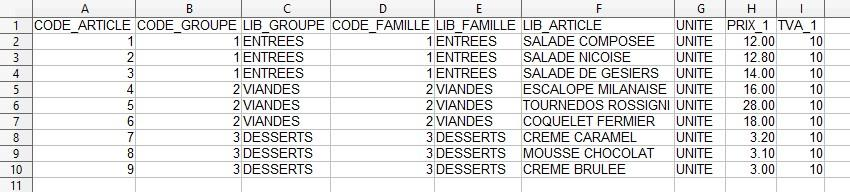 A B C D E F G H I
1 CODE_ARTICLE CODE_GROUPE LIB_GROUPE CODE_FAMILLE LIB_FAMILLE LIB_ARTICLE UNITE PRIX_1 TVA_1
2 1 1 ENTREES 1 ENTREES SALADE COMPOSEE UNITE 12.00 10
3 2 1 ENTREES 1 ENTREES SALADE NICOISE UNITE 12.80 10
4 3 1 ENTREES 1 ENTREES SALADE DE GESIERS UNITE 14.00 10
5 4 2 VIANDES 2 VIANDES ESCALOPE MILANAISE UNITE 16.00 10
6 5 2 VIANDES 2 VIANDES TOURNEDOS ROSSIGNI UNITE 28.00 10
7 6 2 VIANDES 2 VIANDES COQUELET FERMIER UNITE 18.00 10
8 7 3 DESSERTS 3 DESSERTS CREME CARAMEL UNITE 3.20 10
9 8 3 DESSERTS 3 DESSERTS MOUSSE CHOCOLAT UNITE 3.10 10
10 9 3 DESSERTS 3 DESSERTS CREME BRULEE UNITE 3.00 10
11